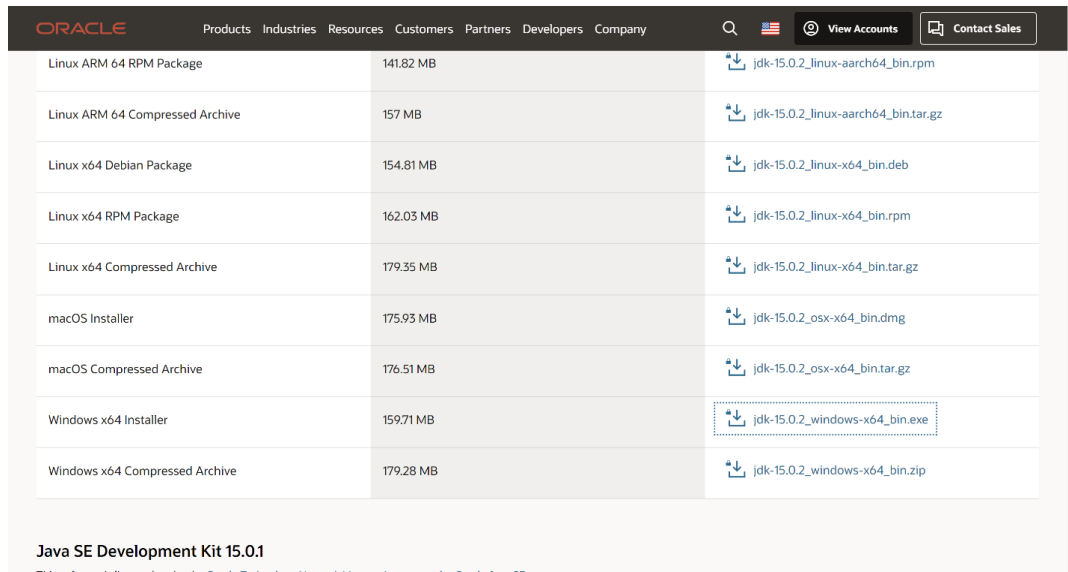 ORACLE Products Industries Resources Customers Partners Developers Company View Accounts Contact Sales
Linux ARM 64 RPM Package 141.82 MB jdk-15.0.2_linux-aarch64_bin.rpm
Linux ARM 64 Compressed Archive 157 MB jdk-15.0.2_linux-aarch64_bin.tar.gz
Linux x64 Debian Package 154.81 MB jdk-15.0.2_linux-x64_bin.deb
Linux x64 RPM Package 162.03 MB jdk-15.0.2_linux-x64_bin.rpm
Linux x64 Compressed Archive 179.35 MB jdk-15.0.2_linux-x64_bin.tar.gz
macOS Installer 175.93 MB jdk-15.0.2_osx-x64_bin.dmg
macOS Compressed Archive 176.51 MB jdk-15.0.2_osx-x64_bin.tar.gz
Windows x64 Installer 159.71 MB jdk-15.0.2_windows-x64_bin.exe
Windows x64 Compressed Archive 179.28 MB jdk-15.0.2_windows-x64_bin.zip
Java SE Development Kit 15.0.1